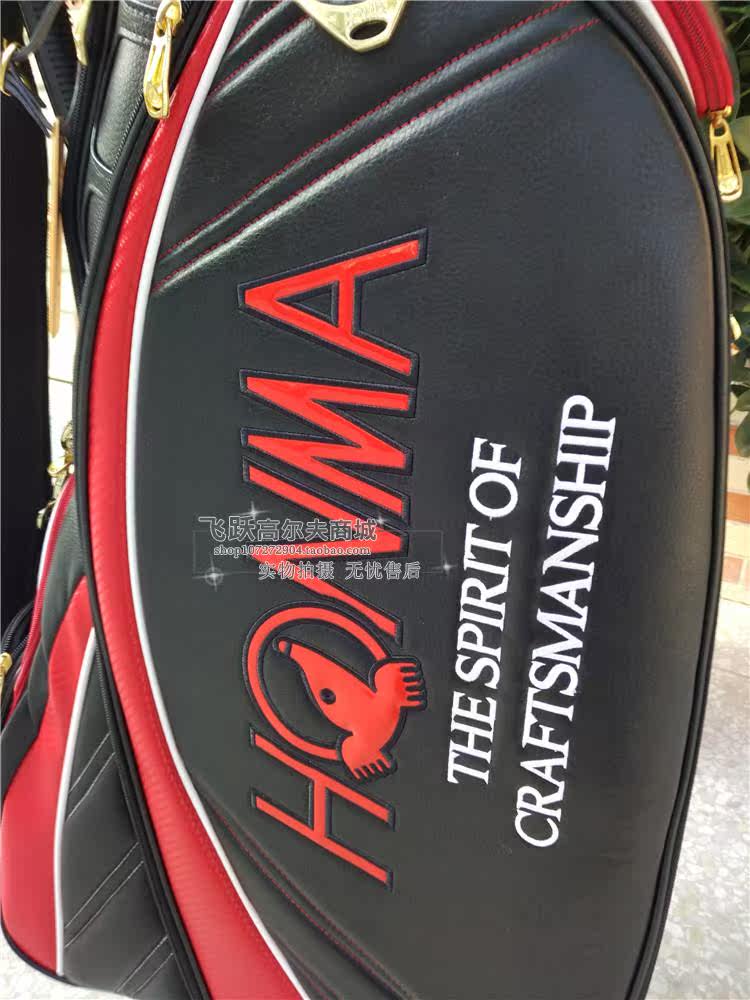 HONMA
THE SPIRIT OF
CRAFTSMANSHIP
飞跃高尔夫商城
shop107272904.taobao.com
实物拍摄 无忧售后